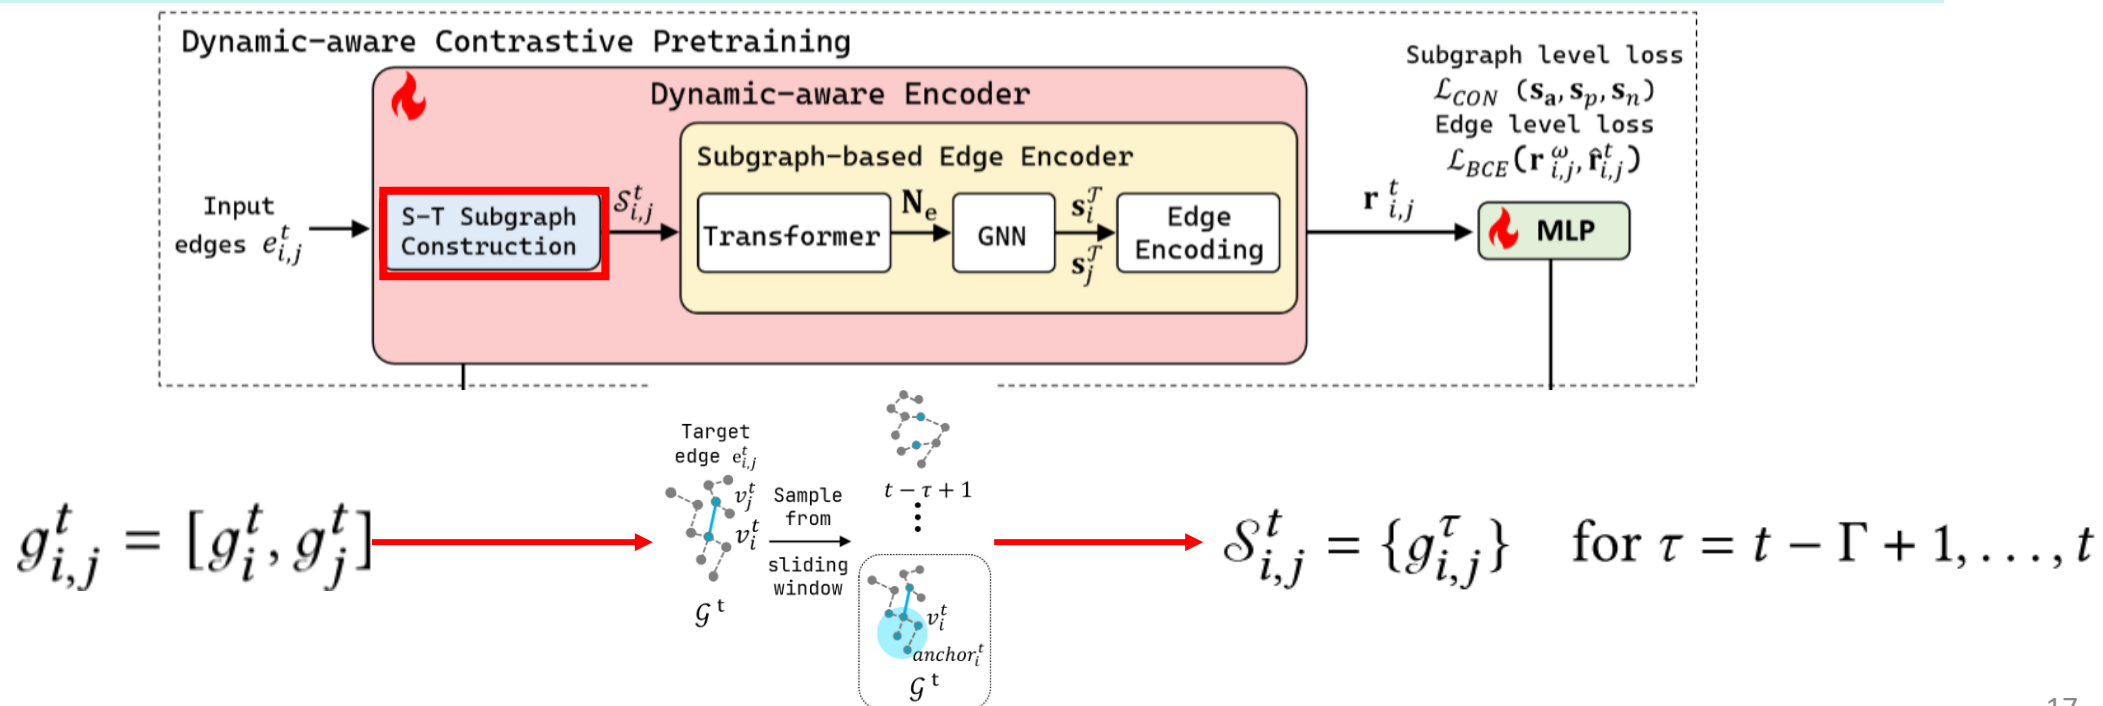 Dynamic-aware Contrastive Pretraining
Dynamic-aware Encoder
Subgraph level loss
ℒ_CON (s_a, s_p, s_n)
Edge level loss
ℒ_BCE(r^ω_{i,j}, r̂^t_{i,j})
Subgraph-based Edge Encoder
Input
edges e^t_{i,j}
S-T Subgraph
Construction
𝒮^t_{i,j}
Transformer
N_e
GNN
s^𝒯_i
s^𝒯_j
Edge
Encoding
r^t_{i,j}
MLP
g^t_{i,j} = [g^t_i, g^t_j]
Target
edge e^t_{i,j}
v^t_j
v^t_i
𝒢^t
Sample
from
sliding
window
t − τ + 1
⋮
v^t_i
anchor^t_i
𝒢^t
𝒮^t_{i,j} = {g^τ_{i,j}} for τ = t − Γ + 1, . . . , t
17